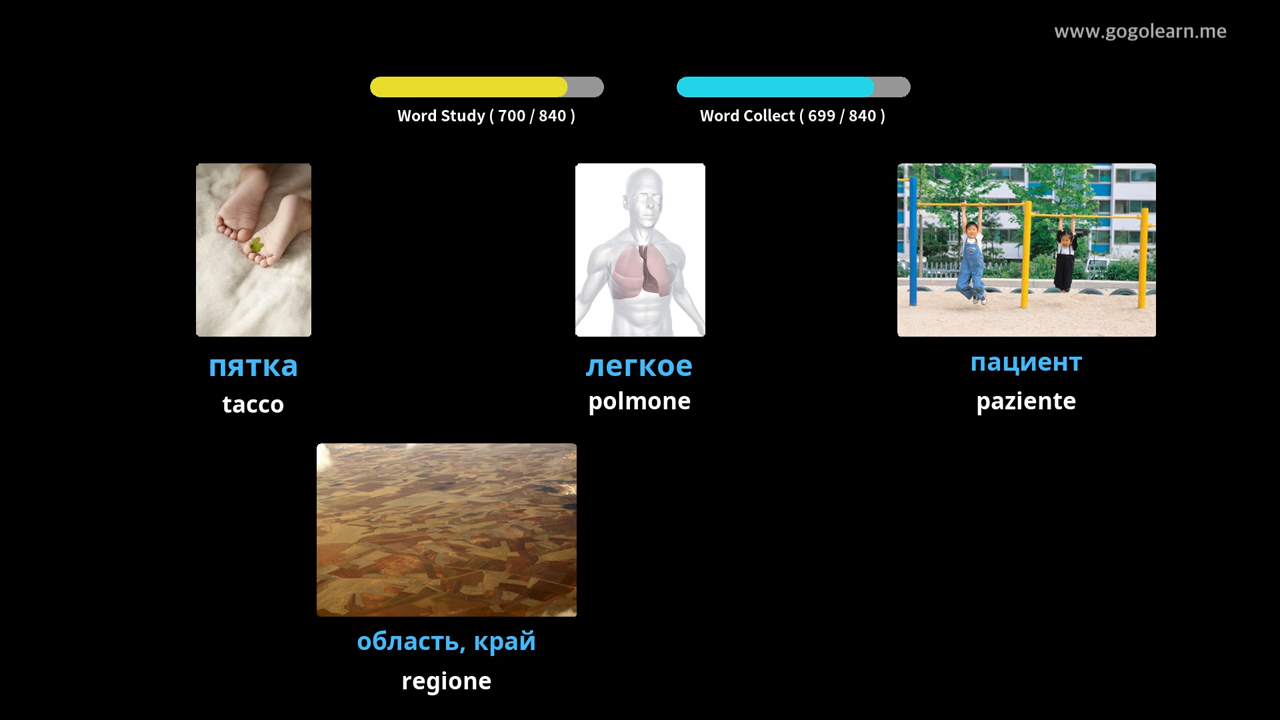 www.gogolearn.me
Word Study ( 700 / 840 )
Word Collect ( 699 / 840 )
пятка
tacco
легкое
polmone
пациент
paziente
область, край
regione